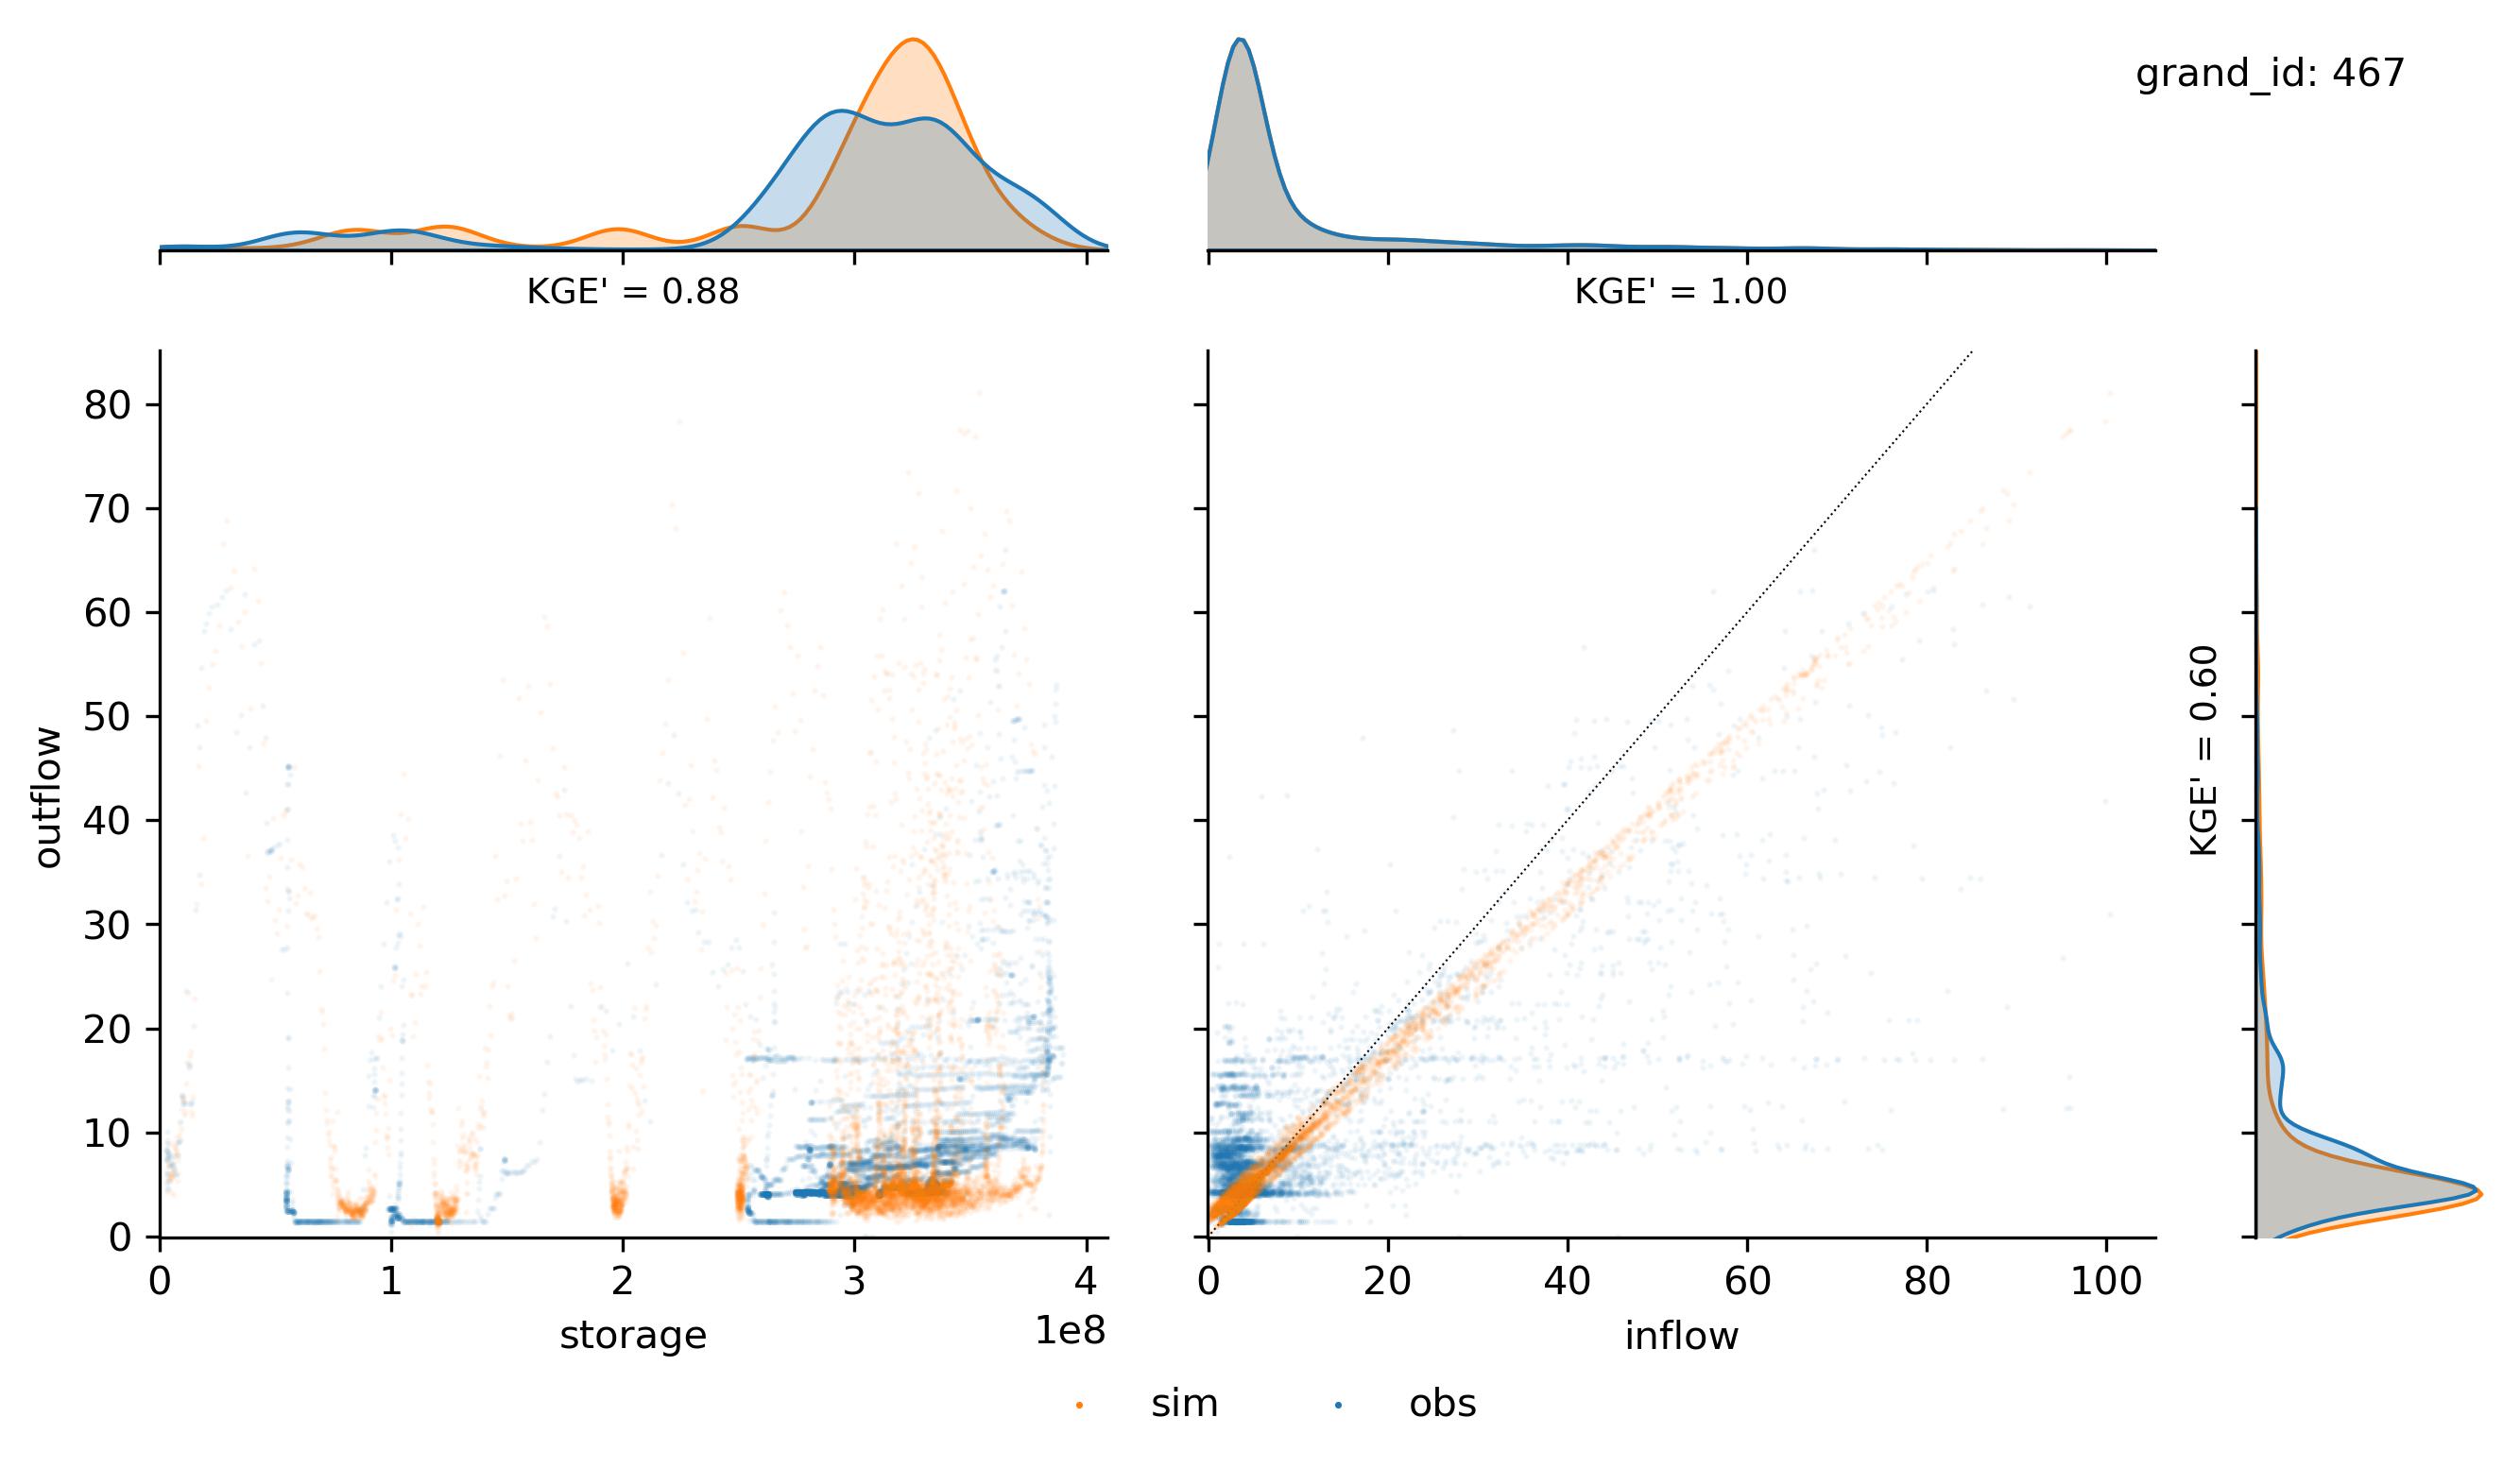 grand_id: 467
KGE' = 0.88
KGE' = 1.00
outflow
80
70
60
50
40
30
20
10
0
KGE' = 0.60
0 1 2 3 4
1e8
storage
0 20 40 60 80 100
inflow
sim obs